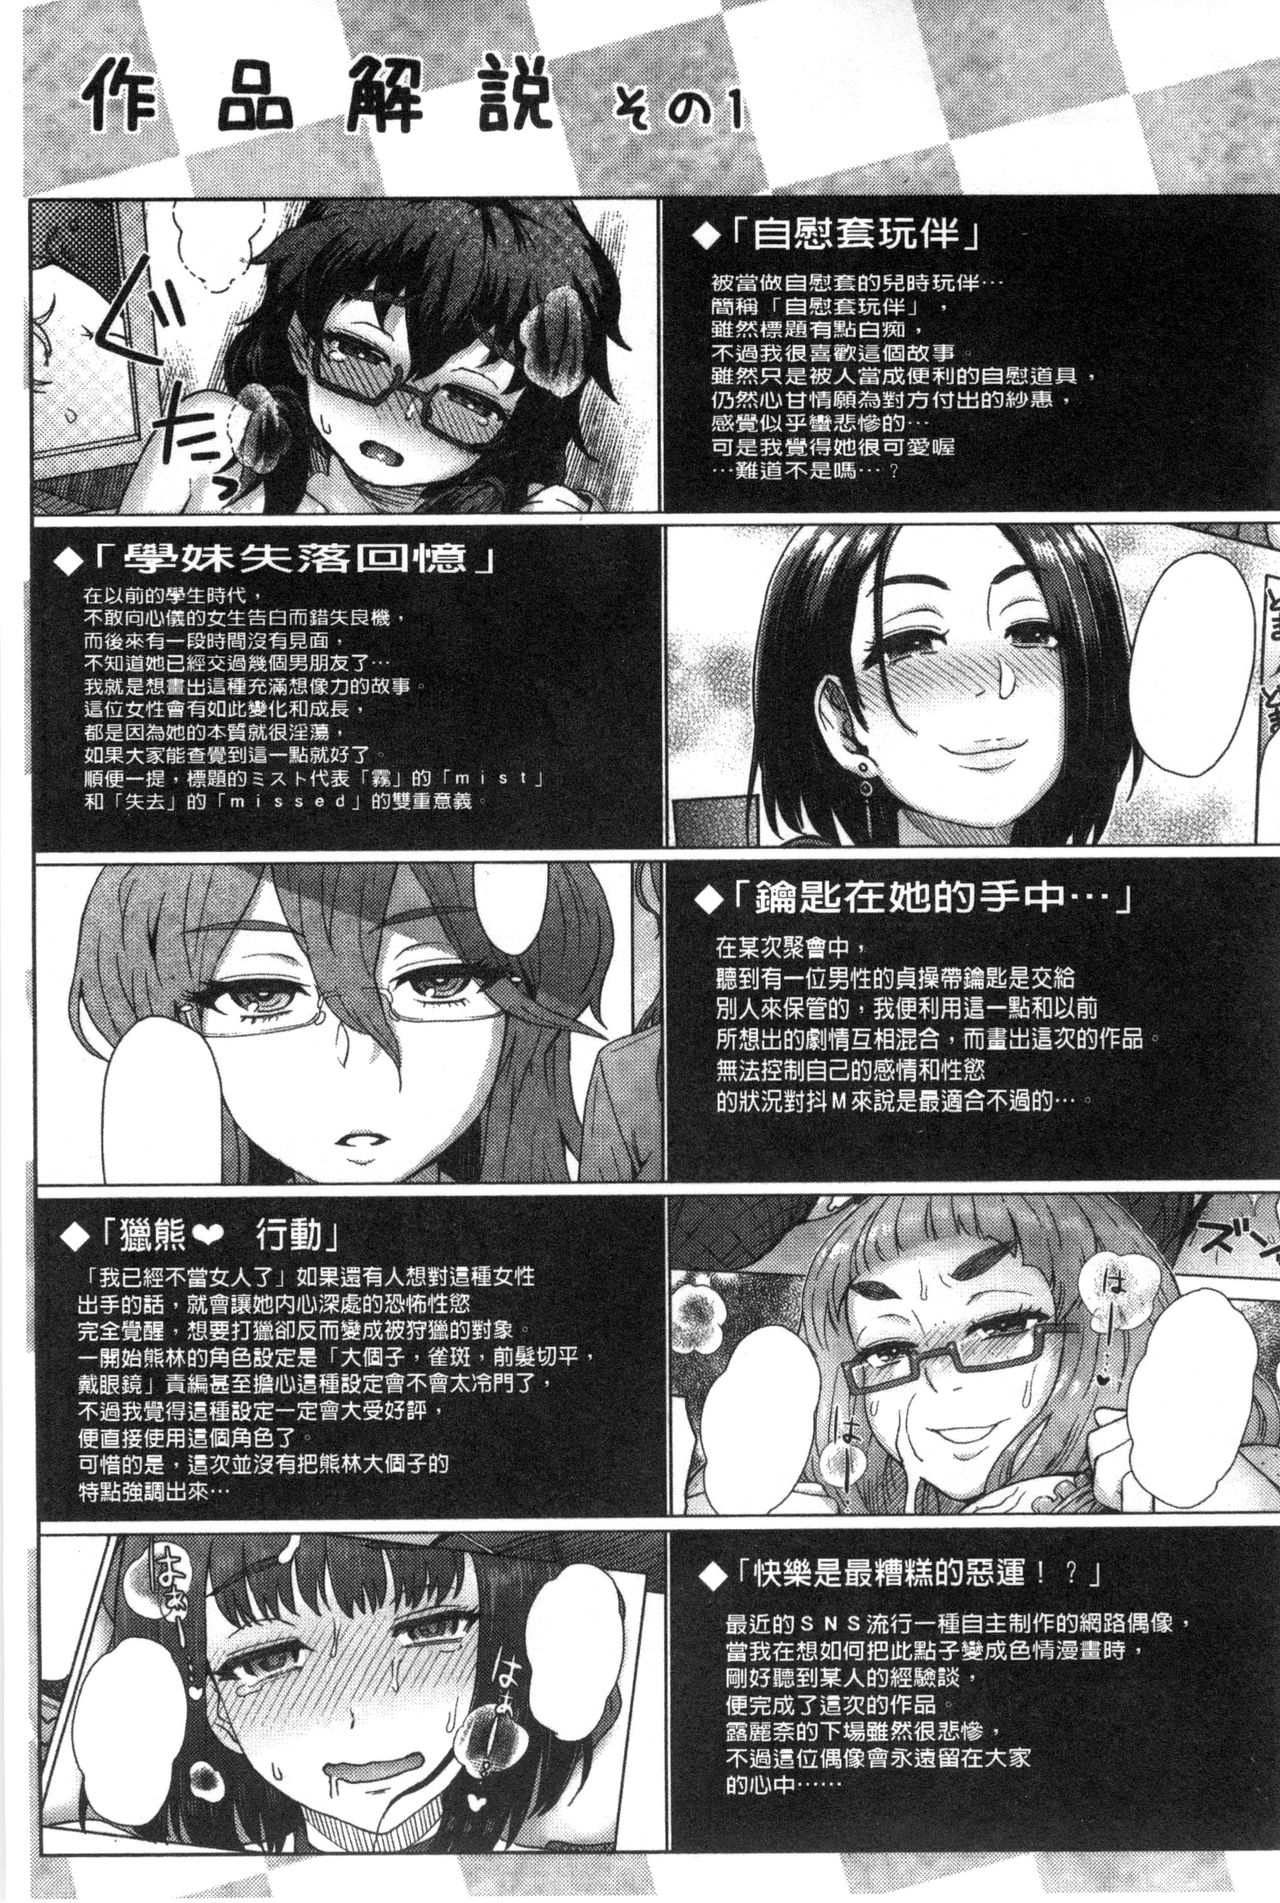 作品解説 その1
◆「自慰套玩伴」
被當做自慰套的兒時玩伴…
簡稱「自慰套玩伴」，
雖然標題有點白痴，
不過我很喜歡這個故事。
雖然只是被人當成便利的自慰道具，
仍然心甘情願為對方付出的紗惠，
感覺似乎蠻悲慘的…
可是我覺得她很可愛喔
…難道不是嗎…？
ぐ
ぐ
た
た
◆「學妹失落回憶」
在以前的學生時代，
不敢向心儀的女生告白而錯失良機，
而後來有一段時間沒有見面，
不知道她已經交過幾個男朋友了…
我就是想畫出這種充滿想像力的故事。
這位女性會有如此變化和成長，
都是因為她的本質就很淫蕩，
如果大家能查覺到這一點就好了。
順便一提，標題的ミスト代表「霧」的「mist」
和「失去」的「missed」的雙重意義。
◆「鑰匙在她的手中…」
在某次聚會中，
聽到有一位男性的貞操帶鑰匙是交給
別人來保管的，我便利用這一點和以前
所想出的劇情互相混合，而畫出這次的作品。
無法控制自己的感情和性慾
的狀況對抖M來說是最適合不過的…。
◆「獵熊❤ 行動」
「我已經不當女人了」如果還有人想對這種女性
出手的話，就會讓她內心深處的恐怖性慾
完全覺醒，想要打獵卻反而變成被狩獵的對象。
一開始熊林的角色設定是「大個子，雀斑，前髮切平，
戴眼鏡」責編甚至擔心這種設定會不會太冷門了，
不過我覺得這種設定一定會大受好評，
便直接使用這個角色了。
可惜的是，這次並沒有把熊林大個子的
特點強調出來…
ズン
は
は
◆「快樂是最糟糕的惡運！？」
最近的SNS流行一種自主制作的網路偶像，
當我在想如何把此點子變成色情漫畫時，
剛好聽到某人的經驗談，
便完成了這次的作品。
露麗奈的下場雖然很悲慘，
不過這位偶像會永遠留在大家
的心中……
はぁ
はぁ